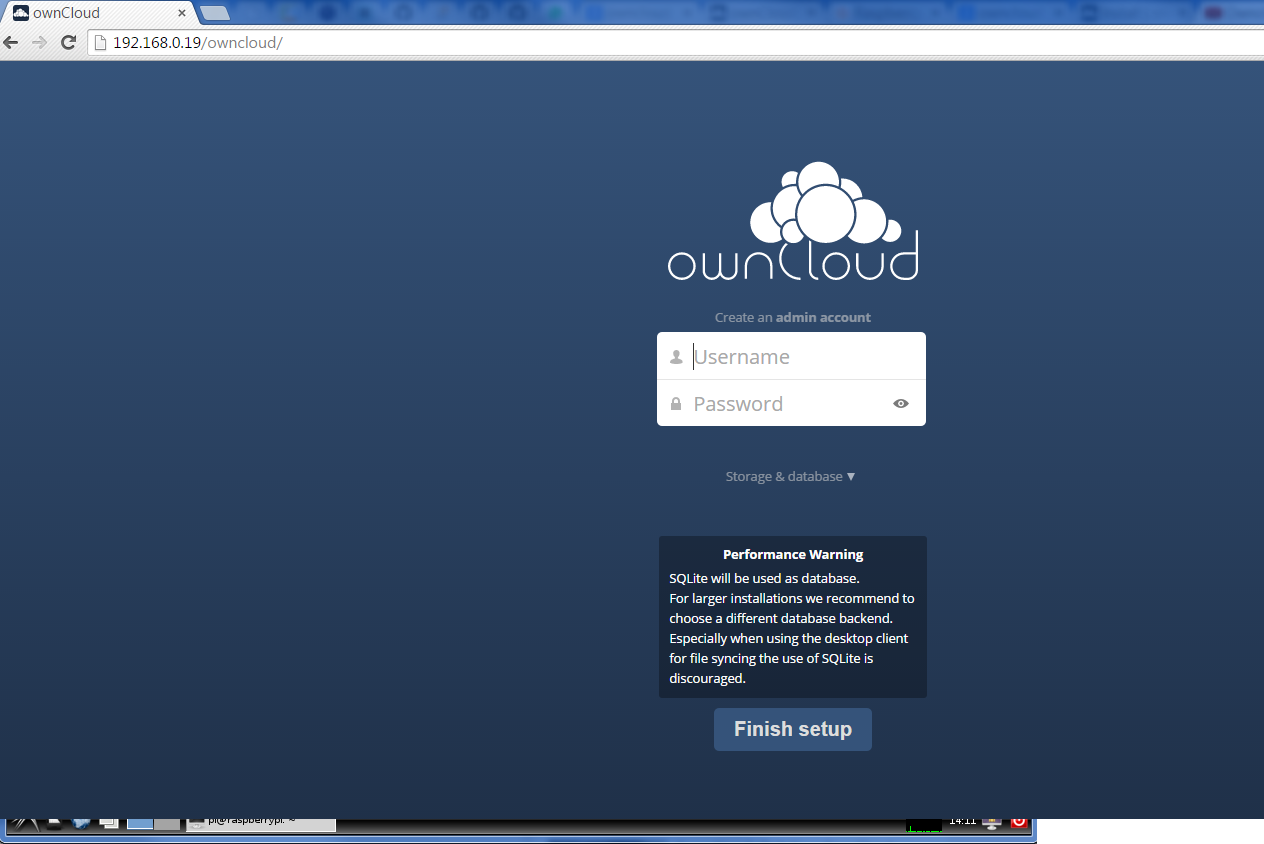 ownCloud
192.168.0.19/owncloud/
ownCloud
Create an admin account
Username
Password
Storage & database ▼
Performance Warning
SQLite will be used as database.
For larger installations we recommend to
choose a different database backend.
Especially when using the desktop client
for file syncing the use of SQLite is
discouraged.
Finish setup
pi@raspberrypi: ~
14:11